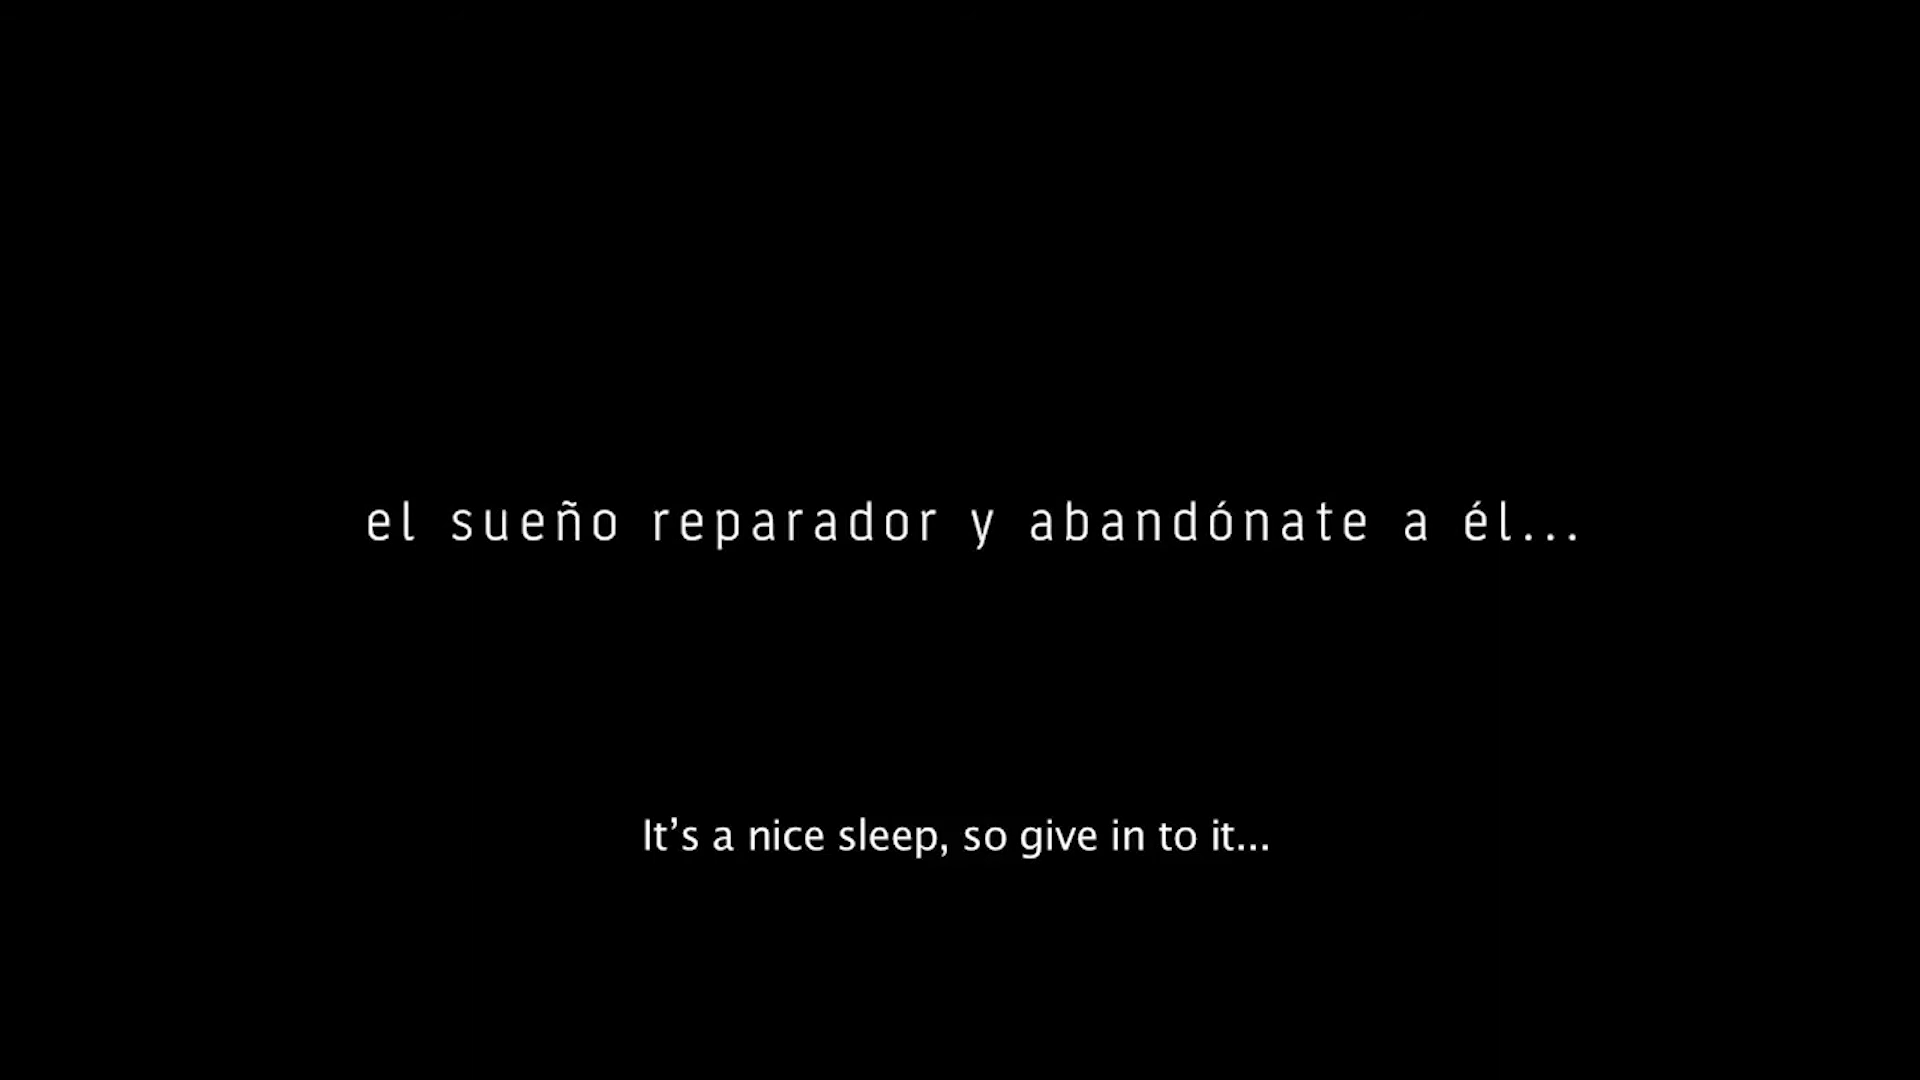 el sueño reparador y abandónate a él...
It’s a nice sleep, so give in to it...